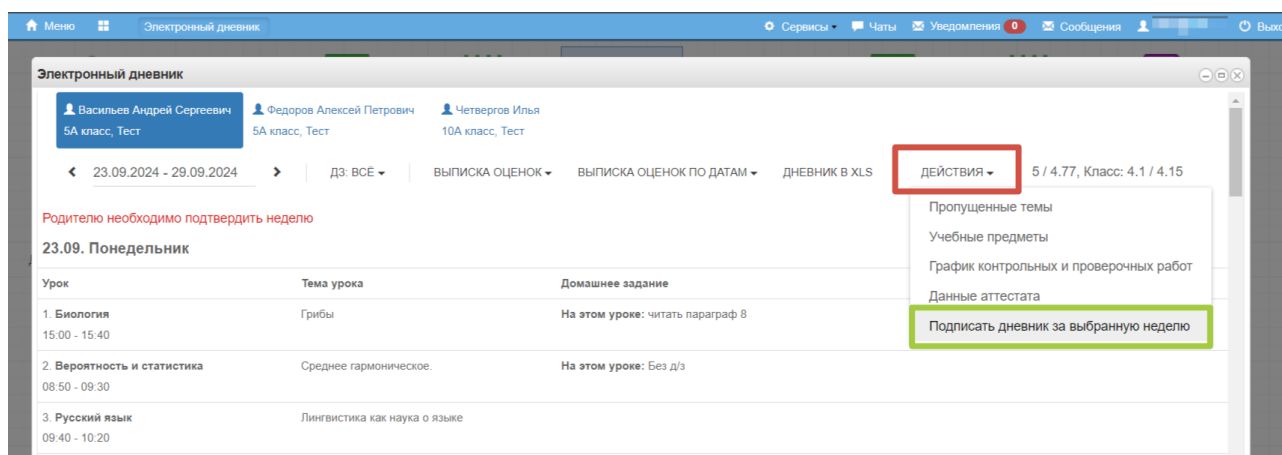 Меню Электронный дневник Сервисы Чаты Уведомления 0 Сообщения
Электронный дневник
Васильев Андрей Сергеевич Федоров Алексей Петрович Четвергов Илья
5А класс, Тест 5А класс, Тест 10А класс, Тест
23.09.2024 - 29.09.2024 ДЗ: ВСЁ ВЫПИСКА ОЦЕНОК ВЫПИСКА ОЦЕНОК ПО ДАТАМ ДНЕВНИК В XLS ДЕЙСТВИЯ 5 / 4.77, Класс: 4.1 / 4.15
Пропущенные темы
Родителю необходимо подтвердить неделю
Учебные предметы
23.09. Понедельник
График контрольных и проверочных работ
Урок Тема урока Домашнее задание
Данные аттестата
1. Биология Грибы На этом уроке: читать параграф 8
Подписать дневник за выбранную неделю
15:00 - 15:40
2. Вероятность и статистика Среднее гармоническое. На этом уроке: Без д/з
08:50 - 09:30
3. Русский язык Лингвистика как наука о языке
09:40 - 10:20